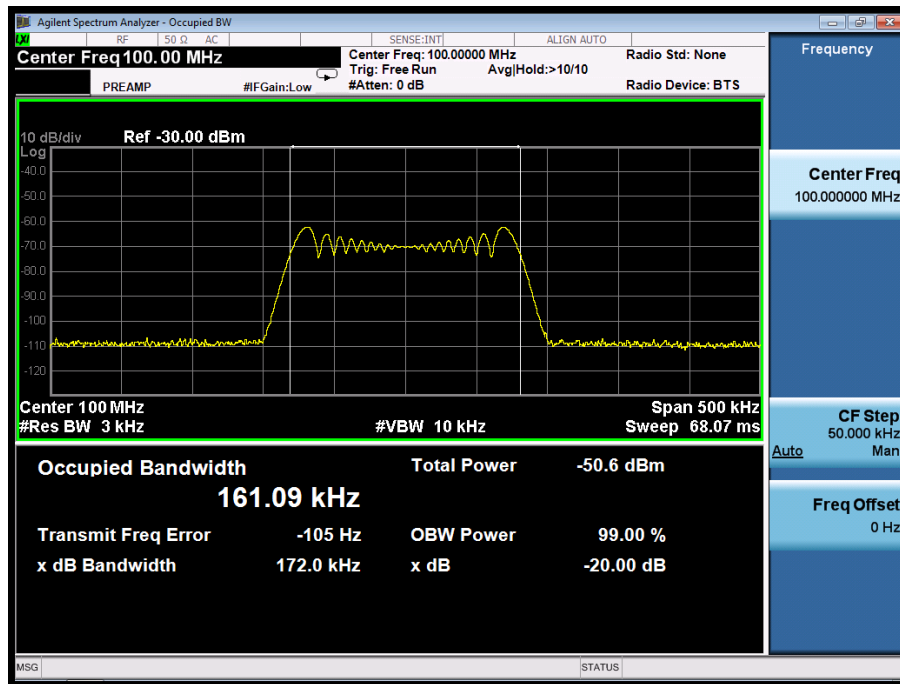 Agilent Spectrum Analyzer - Occupied BW
LXI RF 50 Ω AC SENSE:INT ALIGN AUTO
Center Freq 100.00 MHz
Center Freq: 100.00000 MHz Radio Std: None
Trig: Free Run Avg|Hold:>10/10
PREAMP #IFGain:Low #Atten: 0 dB Radio Device: BTS
10 dB/div Ref -30.00 dBm
Log
-40.0
-50.0
-60.0
-70.0
-80.0
-90.0
-100
-110
-120
Center 100 MHz Span 500 kHz
#Res BW 3 kHz #VBW 10 kHz Sweep 68.07 ms
Occupied Bandwidth Total Power -50.6 dBm
161.09 kHz
Transmit Freq Error -105 Hz OBW Power 99.00 %
x dB Bandwidth 172.0 kHz x dB -20.00 dB
MSG STATUS
Frequency
Center Freq
100.000000 MHz
CF Step
50.000 kHz
Auto Man
Freq Offset
0 Hz